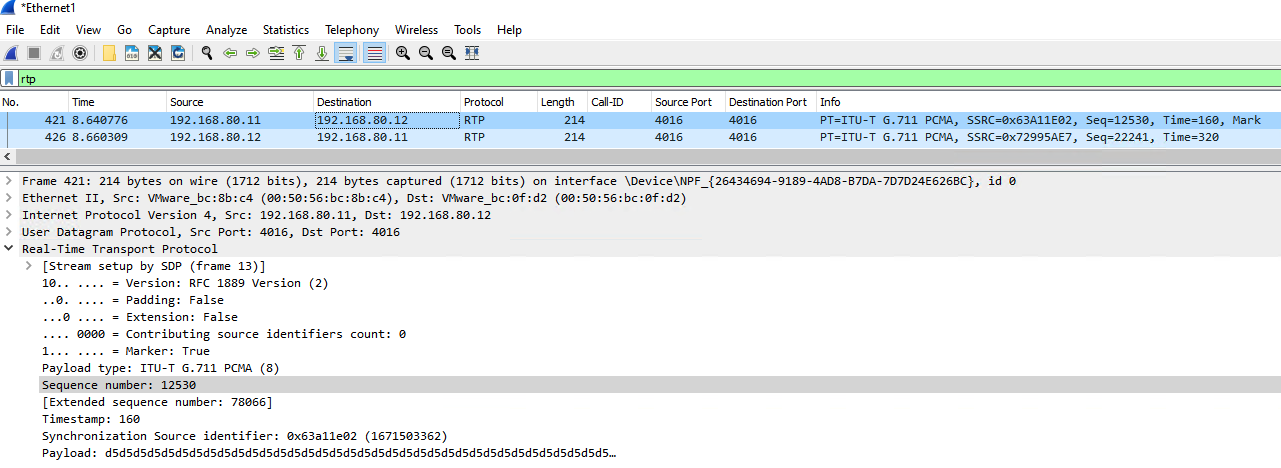 *Ethernet1
File Edit View Go Capture Analyze Statistics Telephony Wireless Tools Help
rtp
No. Time Source Destination Protocol Length Call-ID Source Port Destination Port Info
421 8.640776 192.168.80.11 192.168.80.12 RTP 214 4016 4016 PT=ITU-T G.711 PCMA, SSRC=0x63A11E02, Seq=12530, Time=160, Mark
426 8.660309 192.168.80.12 192.168.80.11 RTP 214 4016 4016 PT=ITU-T G.711 PCMA, SSRC=0x72995AE7, Seq=22241, Time=320
Frame 421: 214 bytes on wire (1712 bits), 214 bytes captured (1712 bits) on interface \Device\NPF_{26434694-9189-4AD8-B7DA-7D7D24E626BC}, id 0
Ethernet II, Src: VMware_bc:8b:c4 (00:50:56:bc:8b:c4), Dst: VMware_bc:0f:d2 (00:50:56:bc:0f:d2)
Internet Protocol Version 4, Src: 192.168.80.11, Dst: 192.168.80.12
User Datagram Protocol, Src Port: 4016, Dst Port: 4016
Real-Time Transport Protocol
[Stream setup by SDP (frame 13)]
10.. .... = Version: RFC 1889 Version (2)
..0. .... = Padding: False
...0 .... = Extension: False
.... 0000 = Contributing source identifiers count: 0
1... .... = Marker: True
Payload type: ITU-T G.711 PCMA (8)
Sequence number: 12530
[Extended sequence number: 78066]
Timestamp: 160
Synchronization Source identifier: 0x63a11e02 (1671503362)
Payload: d5d5d5d5d5d5d5d5d5d5d5d5d5d5d5d5d5d5d5d5d5d5d5d5d5d5d5d5d5d5d5d5d5d5d5d5…